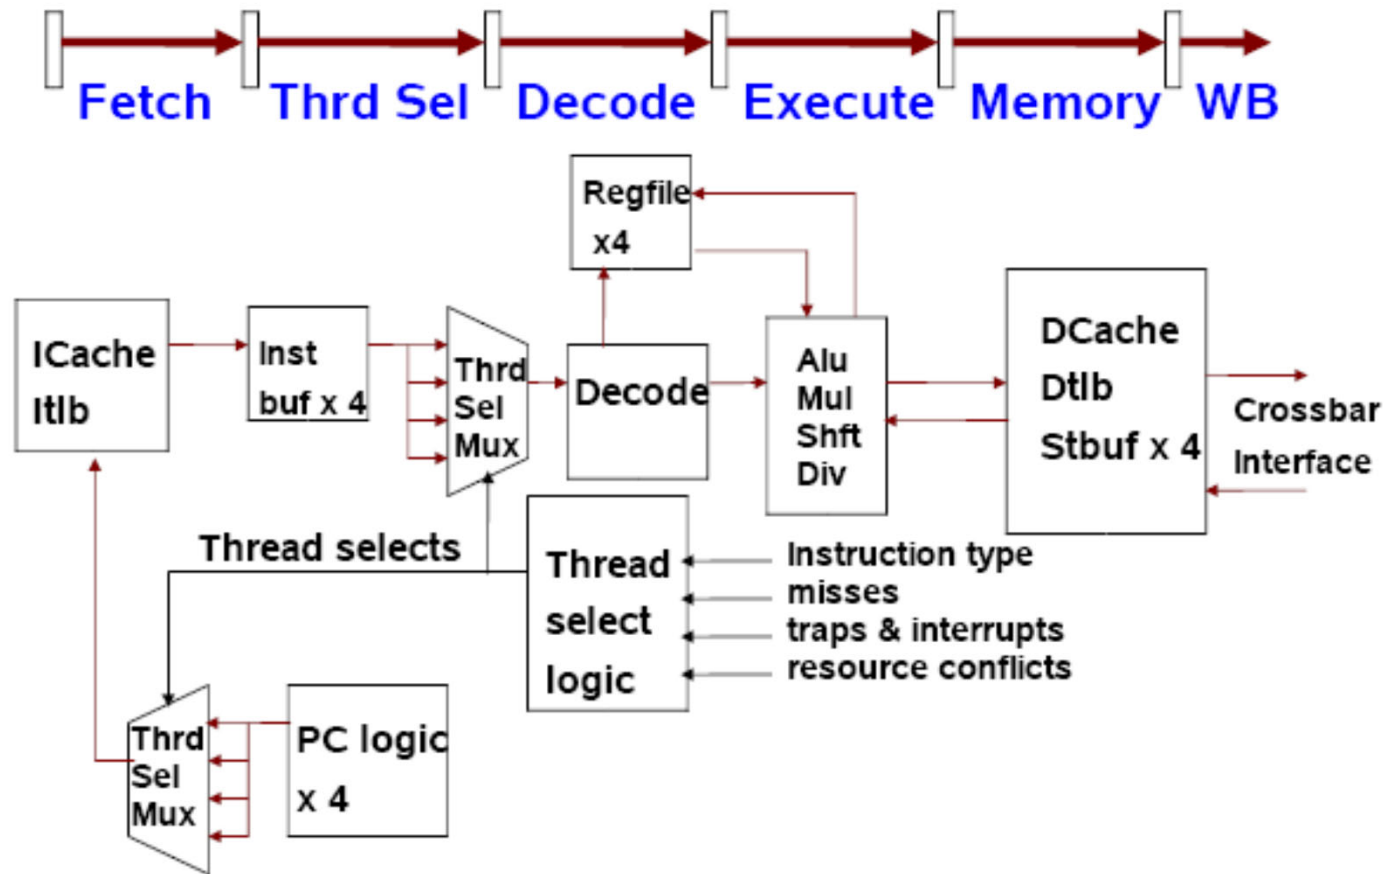 Fetch Thrd Sel Decode Execute Memory WB
Regfile
x4
ICache
Itlb
Inst
buf x 4
Thrd
Sel
Mux
Decode
Alu
Mul
Shft
Div
DCache
Dtlb
Stbuf x 4
Crossbar
Interface
Thread selects
Thread
select
logic
Instruction type
misses
traps & interrupts
resource conflicts
Thrd
Sel
Mux
PC logic
x 4